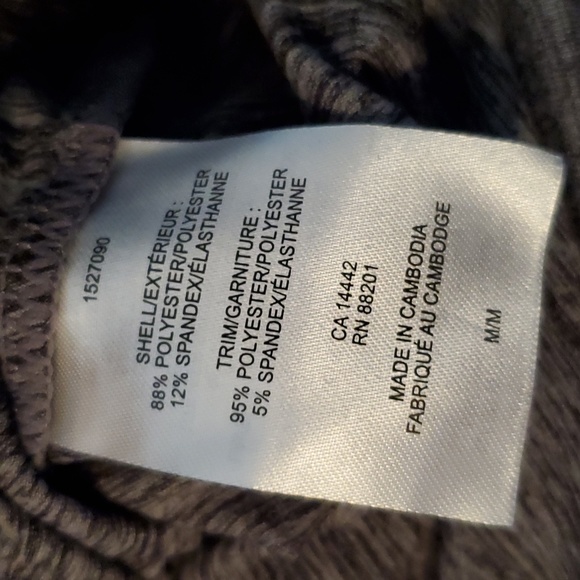 1527090
SHELL/EXTÉRIEUR :
88% POLYESTER/POLYESTER
12% SPANDEX/ÉLASTHANNE
TRIM/GARNITURE :
95% POLYESTER/POLYESTER
5% SPANDEX/ÉLASTHANNE
CA 14442
RN 88201
MADE IN CAMBODIA
FABRIQUÉ AU CAMBODGE
M/M